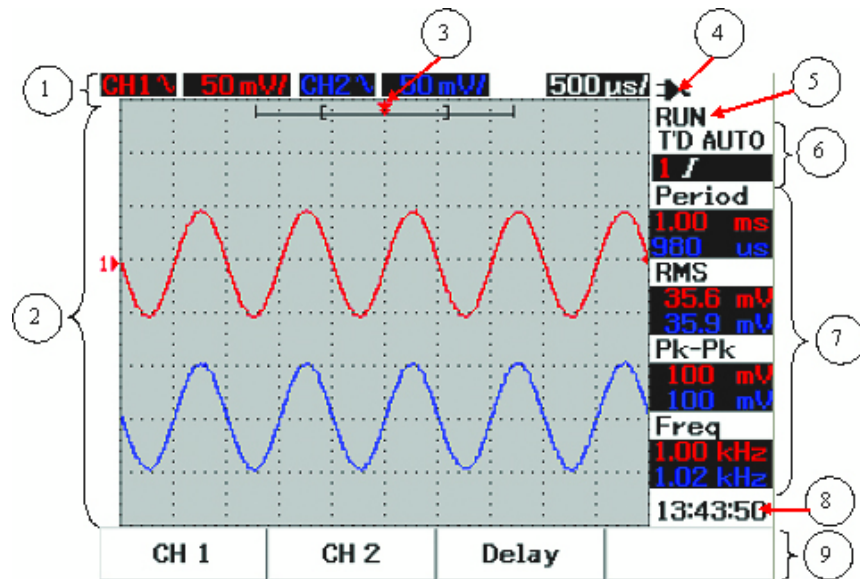 3
4
1
CH1 ∿ 50 mV/ CH2 ∿ 50 mV/ 500 µs/
5
RUN
T'D AUTO
6
1
2
1
Period
1.00 ms
980 us
RMS
35.6 mV
35.9 mV
7
Pk-Pk
100 mV
100 mV
Freq
1.00 kHz
1.02 kHz
13:43:50
8
CH 1 CH 2 Delay
9